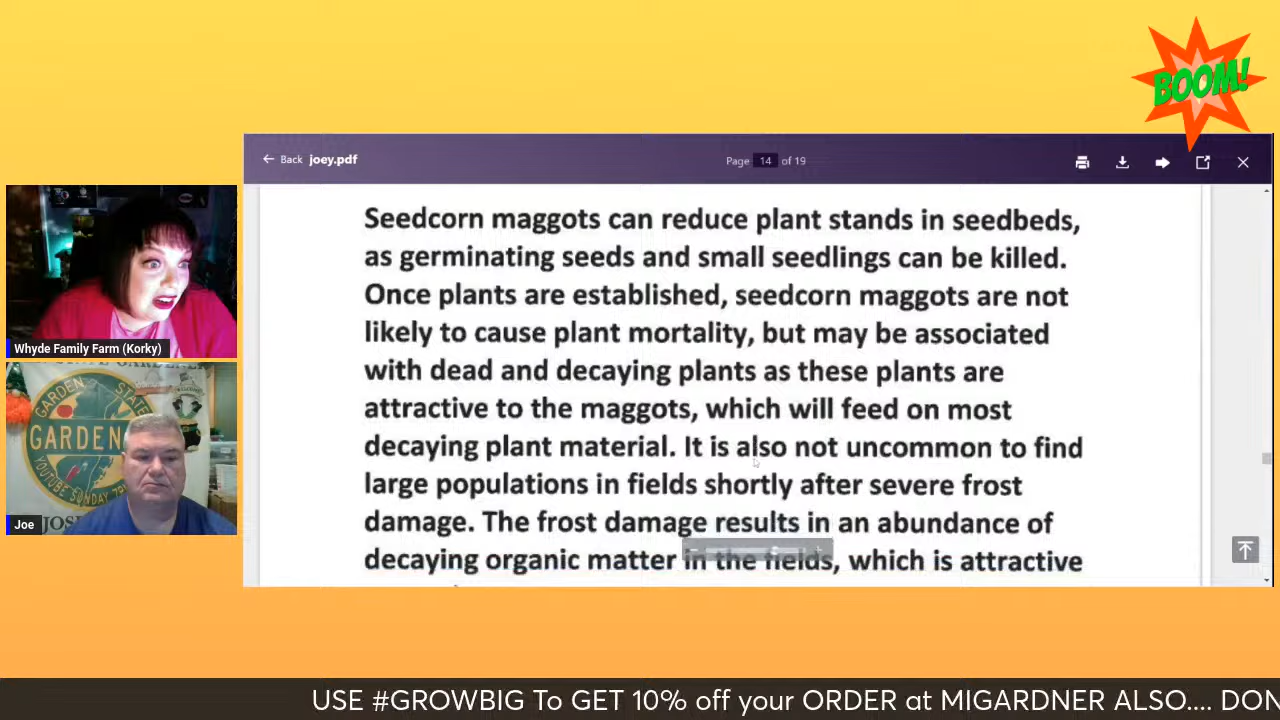 BOOM!
Back joey.pdf
Page 14 of 19
Seedcorn maggots can reduce plant stands in seedbeds,
as germinating seeds and small seedlings can be killed.
Once plants are established, seedcorn maggots are not
likely to cause plant mortality, but may be associated
with dead and decaying plants as these plants are
attractive to the maggots, which will feed on most
decaying plant material. It is also not uncommon to find
large populations in fields shortly after severe frost
damage. The frost damage results in an abundance of
decaying organic matter in the fields, which is attractive
Whyde Family Farm (Korky)
GARDEN STATE
GARDEN
YOUTUBE SUNDAY
Joe
USE #GROWBIG To GET 10% off your ORDER at MIGARDNER ALSO.... DON